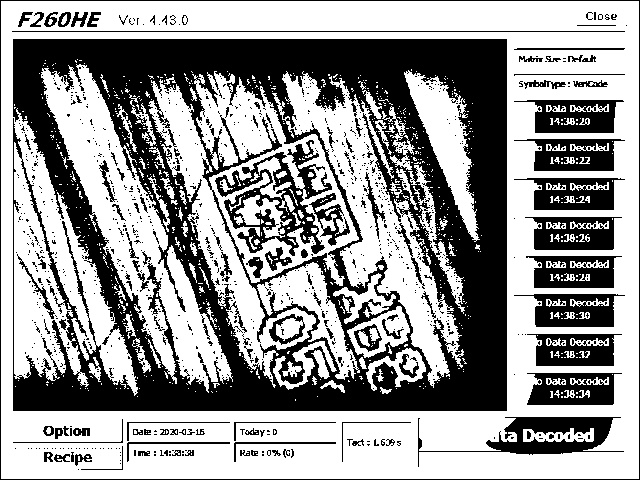 F260HE Ver. 4.43.0
Close
Matrix Size : Default
SymbolType : VeriCode
o Data Decoded
14:38:20
o Data Decoded
14:38:22
o Data Decoded
14:38:24
o Data Decoded
14:38:26
o Data Decoded
14:38:28
o Data Decoded
14:38:30
o Data Decoded
14:38:32
o Data Decoded
14:38:34
Option
Recipe
Date : 2020-03-16
Time : 14:38:38
Today : 0
Rate : 0% (0)
Tact : 1.639 s
ata Decoded